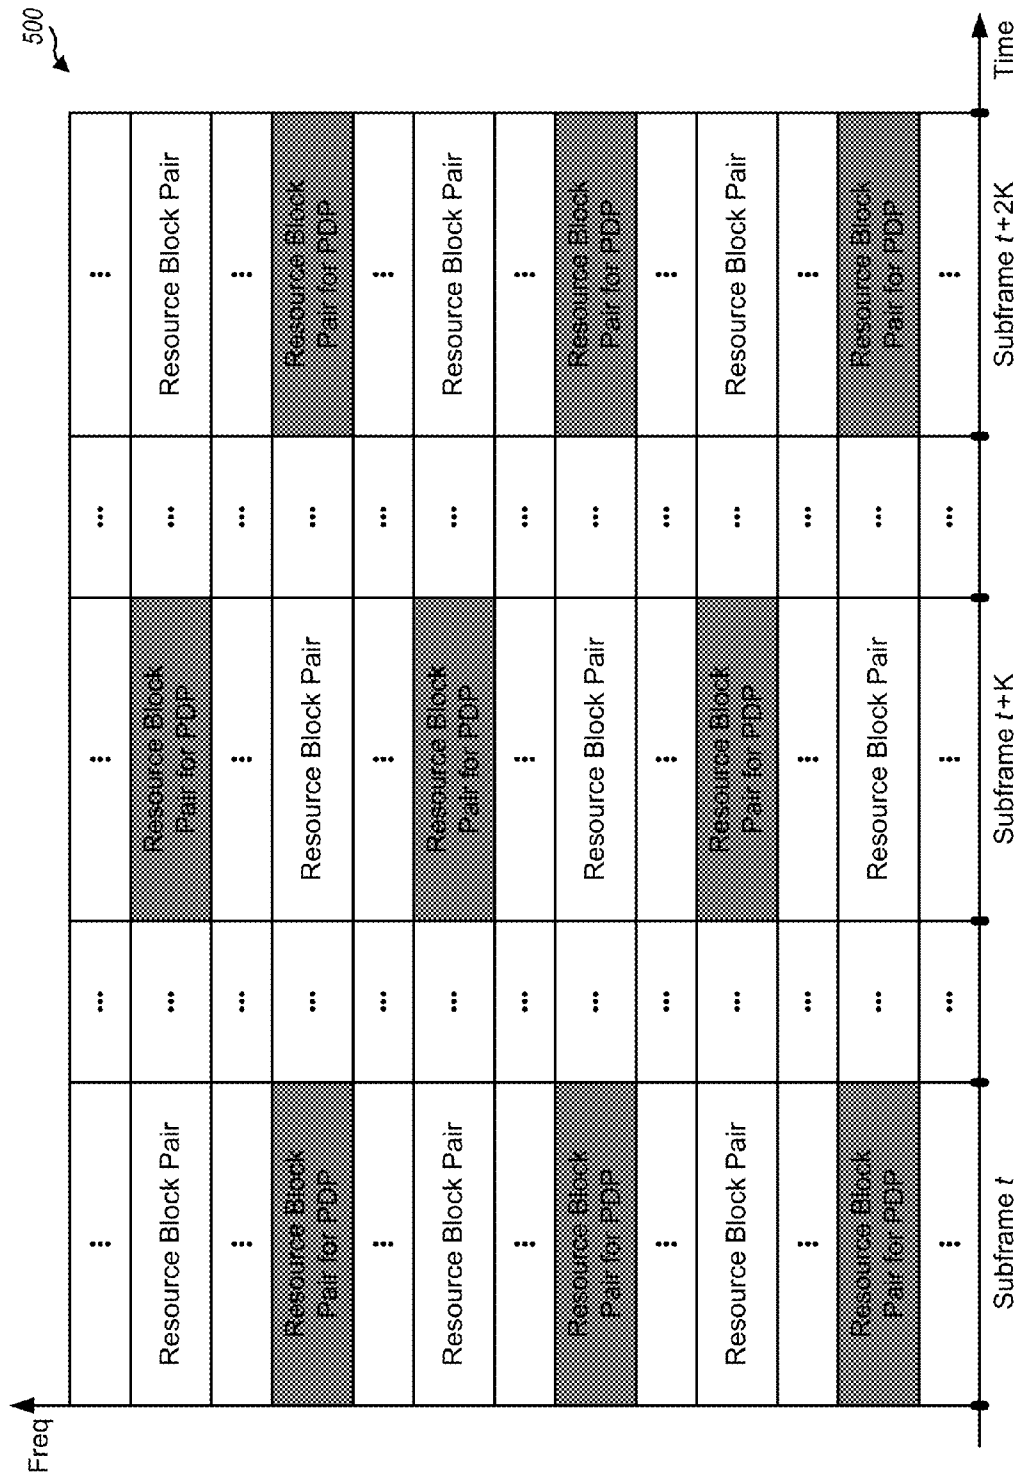 Freq
500
Resource Block Pair
Resource Block
Pair for PDP
Resource Block Pair
Resource Block
Pair for PDP
Resource Block Pair
Resource Block
Pair for PDP
Resource Block Pair
Resource Block
Pair for PDP
Resource Block Pair
Resource Block
Pair for PDP
Resource Block Pair
Resource Block
Pair for PDP
Resource Block Pair
Resource Block
Pair for PDP
Resource Block Pair
Resource Block
Pair for PDP
Resource Block Pair
Resource Block
Pair for PDP
Subframe t
Subframe t+K
Subframe t+2K
Time